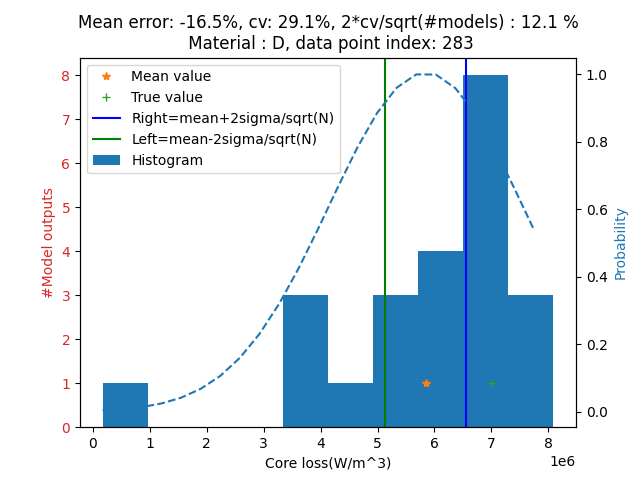 Mean error: -16.5%, cv: 29.1%, 2*cv/sqrt(#models) : 12.1 %
Material : D, data point index: 283
Mean value
True value
Right=mean+2sigma/sqrt(N)
Left=mean-2sigma/sqrt(N)
Histogram
#Model outputs
8
7
6
5
4
3
2
1
0
Probability
1.0
0.8
0.6
0.4
0.2
0.0
0 1 2 3 4 5 6 7 8
1e6
Core loss(W/m^3)